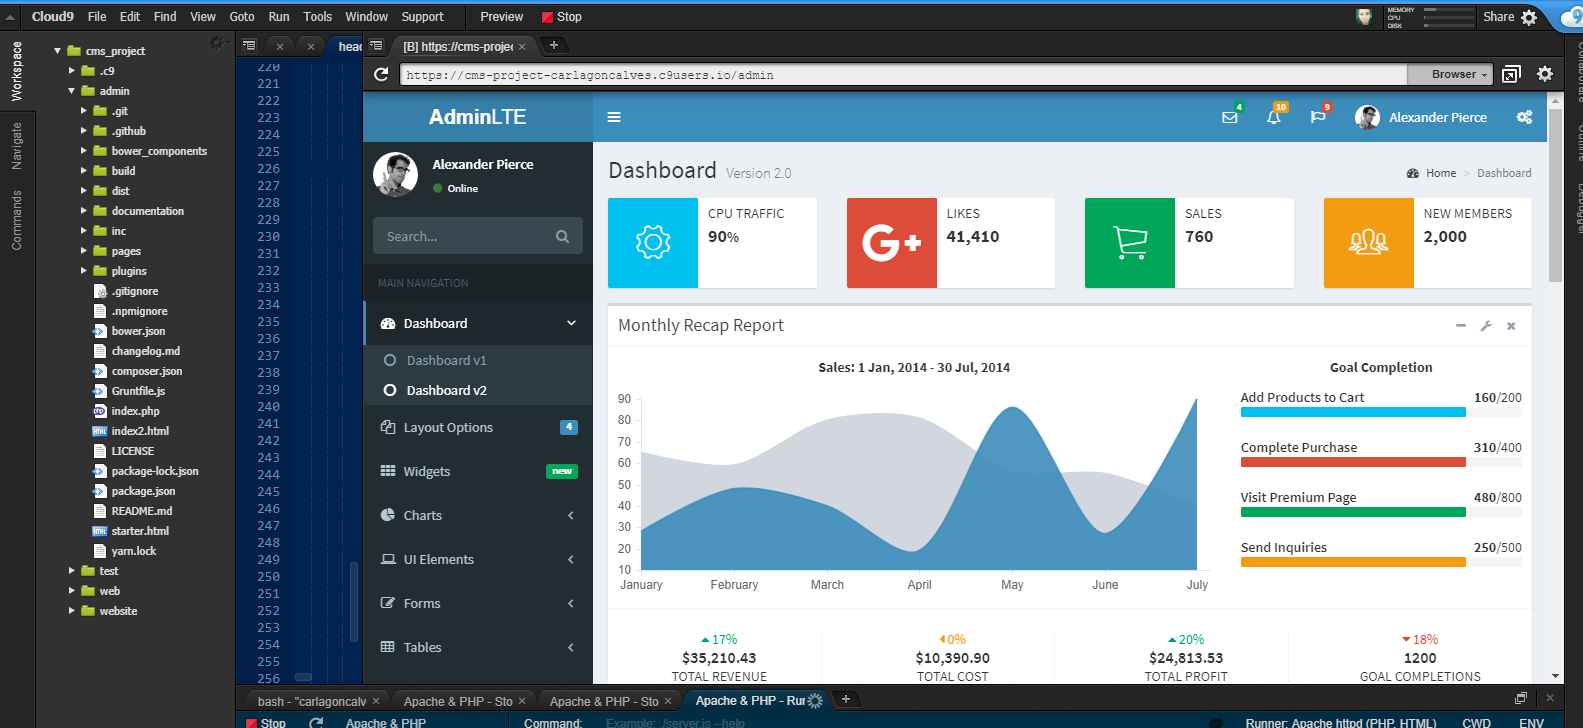 Cloud9 File Edit Find View Goto Run Tools Window Support Preview Stop MEMORY CPU DISK Share
Workspace
Navigate
Commands
cms_project
.c9
admin
.git
.github
bower_components
build
dist
documentation
inc
pages
plugins
.gitignore
.npmignore
bower.json
changelog.md
composer.json
Gruntfile.js
index.php
index2.html
LICENSE
package-lock.json
package.json
README.md
starter.html
yarn.lock
test
web
website
head
220
221
222
223
224
225
226
227
228
229
230
231
232
233
234
235
236
237
238
239
240
241
242
243
244
245
246
247
248
249
250
251
252
253
254
255
256
[B] https://cms-projec
https://cms-project-carlagoncalves.c9users.io/admin
Browser
Outline
Debugger
AdminLTE
4
10
9
Alexander Pierce
Alexander Pierce
Online
Search...
MAIN NAVIGATION
Dashboard
Dashboard v1
Dashboard v2
Layout Options 4
Widgets new
Charts
UI Elements
Forms
Tables
Dashboard Version 2.0
Home > Dashboard
CPU TRAFFIC
90%
G+
LIKES
41,410
SALES
760
NEW MEMBERS
2,000
Monthly Recap Report
Sales: 1 Jan, 2014 - 30 Jul, 2014
90
80
70
60
50
40
30
20
10
January February March April May June July
Goal Completion
Add Products to Cart 160/200
Complete Purchase 310/400
Visit Premium Page 480/800
Send Inquiries 250/500
17%
$35,210.43
TOTAL REVENUE
0%
$10,390.90
TOTAL COST
20%
$24,813.53
TOTAL PROFIT
18%
1200
GOAL COMPLETIONS
bash - "carlagoncalv Apache & PHP - Sto Apache & PHP - Sto Apache & PHP - Run
Stop Apache & PHP Command: Example: ./server.js --help Runner: Apache httpd (PHP, HTML) CWD ENV